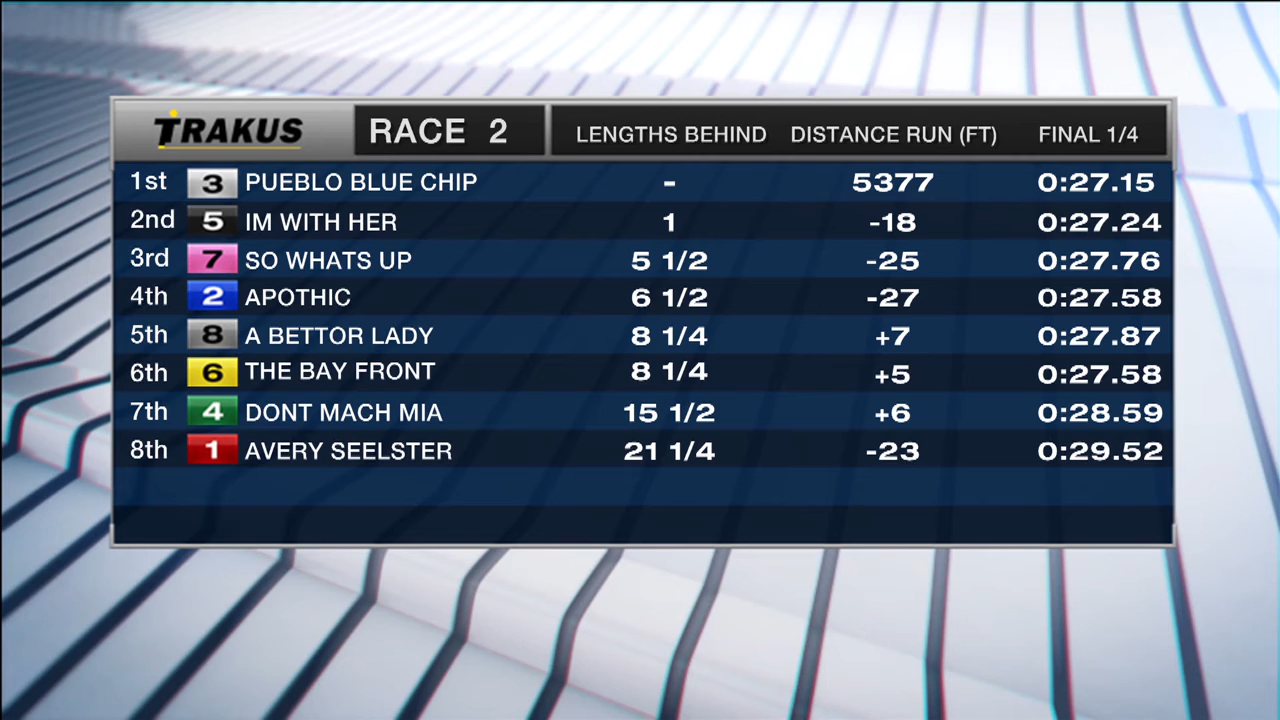 TRAKUS RACE 2 LENGTHS BEHIND DISTANCE RUN (FT) FINAL 1/4
1st 3 PUEBLO BLUE CHIP - 5377 0:27.15
2nd 5 IM WITH HER 1 -18 0:27.24
3rd 7 SO WHATS UP 5 1/2 -25 0:27.76
4th 2 APOTHIC 6 1/2 -27 0:27.58
5th 8 A BETTOR LADY 8 1/4 +7 0:27.87
6th 6 THE BAY FRONT 8 1/4 +5 0:27.58
7th 4 DONT MACH MIA 15 1/2 +6 0:28.59
8th 1 AVERY SEELSTER 21 1/4 -23 0:29.52